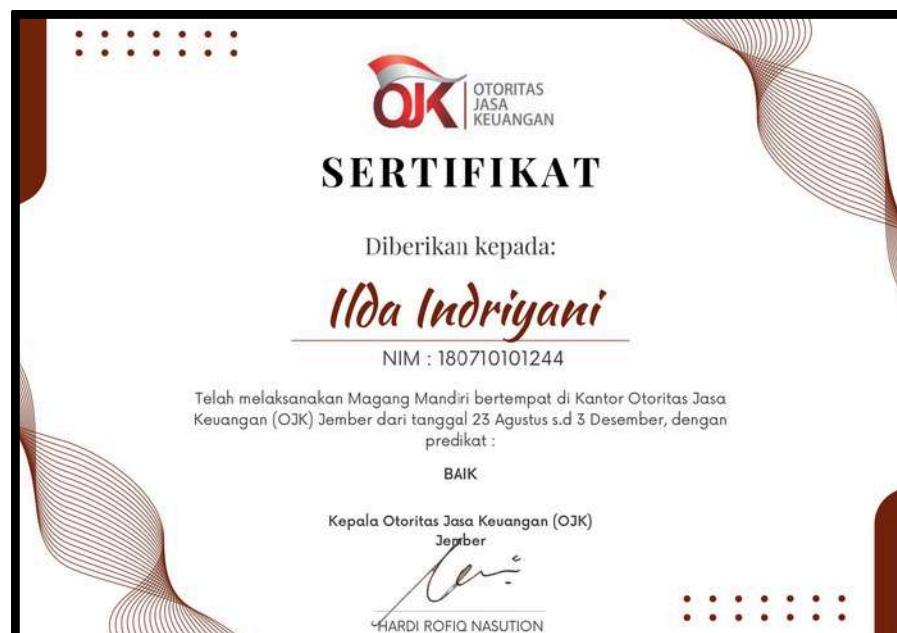 OJK
OTORITAS
JASA
KEUANGAN
SERTIFIKAT
Diberikan kepada:
Ilda Indriyani
NIM : 180710101244
Telah melaksanakan Magang Mandiri bertempat di Kantor Otoritas Jasa
Keuangan (OJK) Jember dari tanggal 23 Agustus s.d 3 Desember, dengan
predikat :
BAIK
Kepala Otoritas Jasa Keuangan (OJK)
Jember
HARDI ROFIQ NASUTION